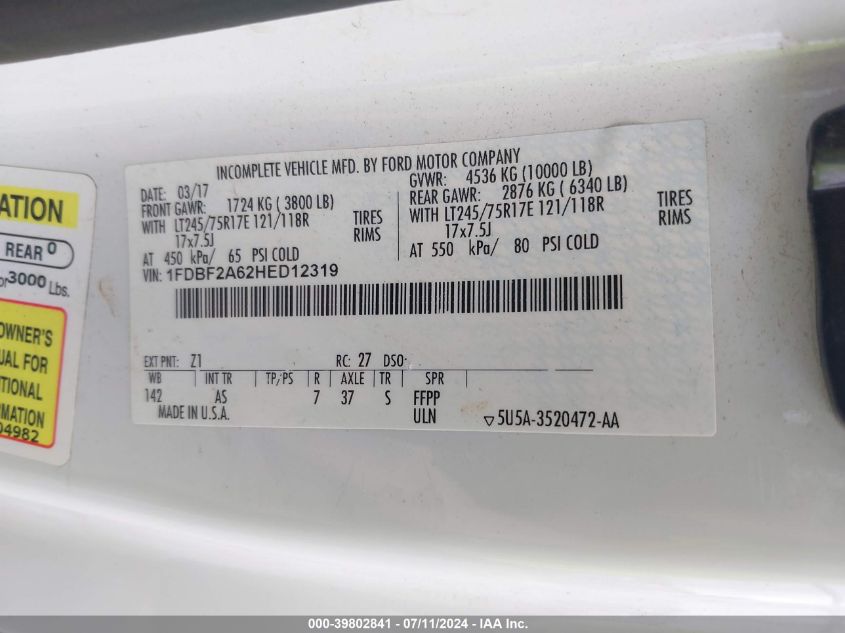 INCOMPLETE VEHICLE MFD. BY FORD MOTOR COMPANY
DATE: 03/17
GVWR: 4536 KG (10000 LB)
FRONT GAWR: 1724 KG ( 3800 LB)
REAR GAWR: 2876 KG ( 6340 LB)
WITH LT245/75R17E 121/118R TIRES
WITH LT245/75R17E 121/118R TIRES
17x7.5J RIMS
17x7.5J RIMS
AT 450 kPa/ 65 PSI COLD
AT 550 kPa/ 80 PSI COLD
VIN: 1FDBF2A62HED12319
EXT PNT: Z1 RC: 27 DSO:
WB INT TR TP/PS R AXLE TR SPR
142 AS 7 37 S FFPP
MADE IN U.S.A. ULN ▽5U5A-3520472-AA
ATION
REAR 0
or 3000 Lbs.
OWNER'S
UAL FOR
TIONAL
RMATION
04982
000-39802841 - 07/11/2024 - IAA Inc.